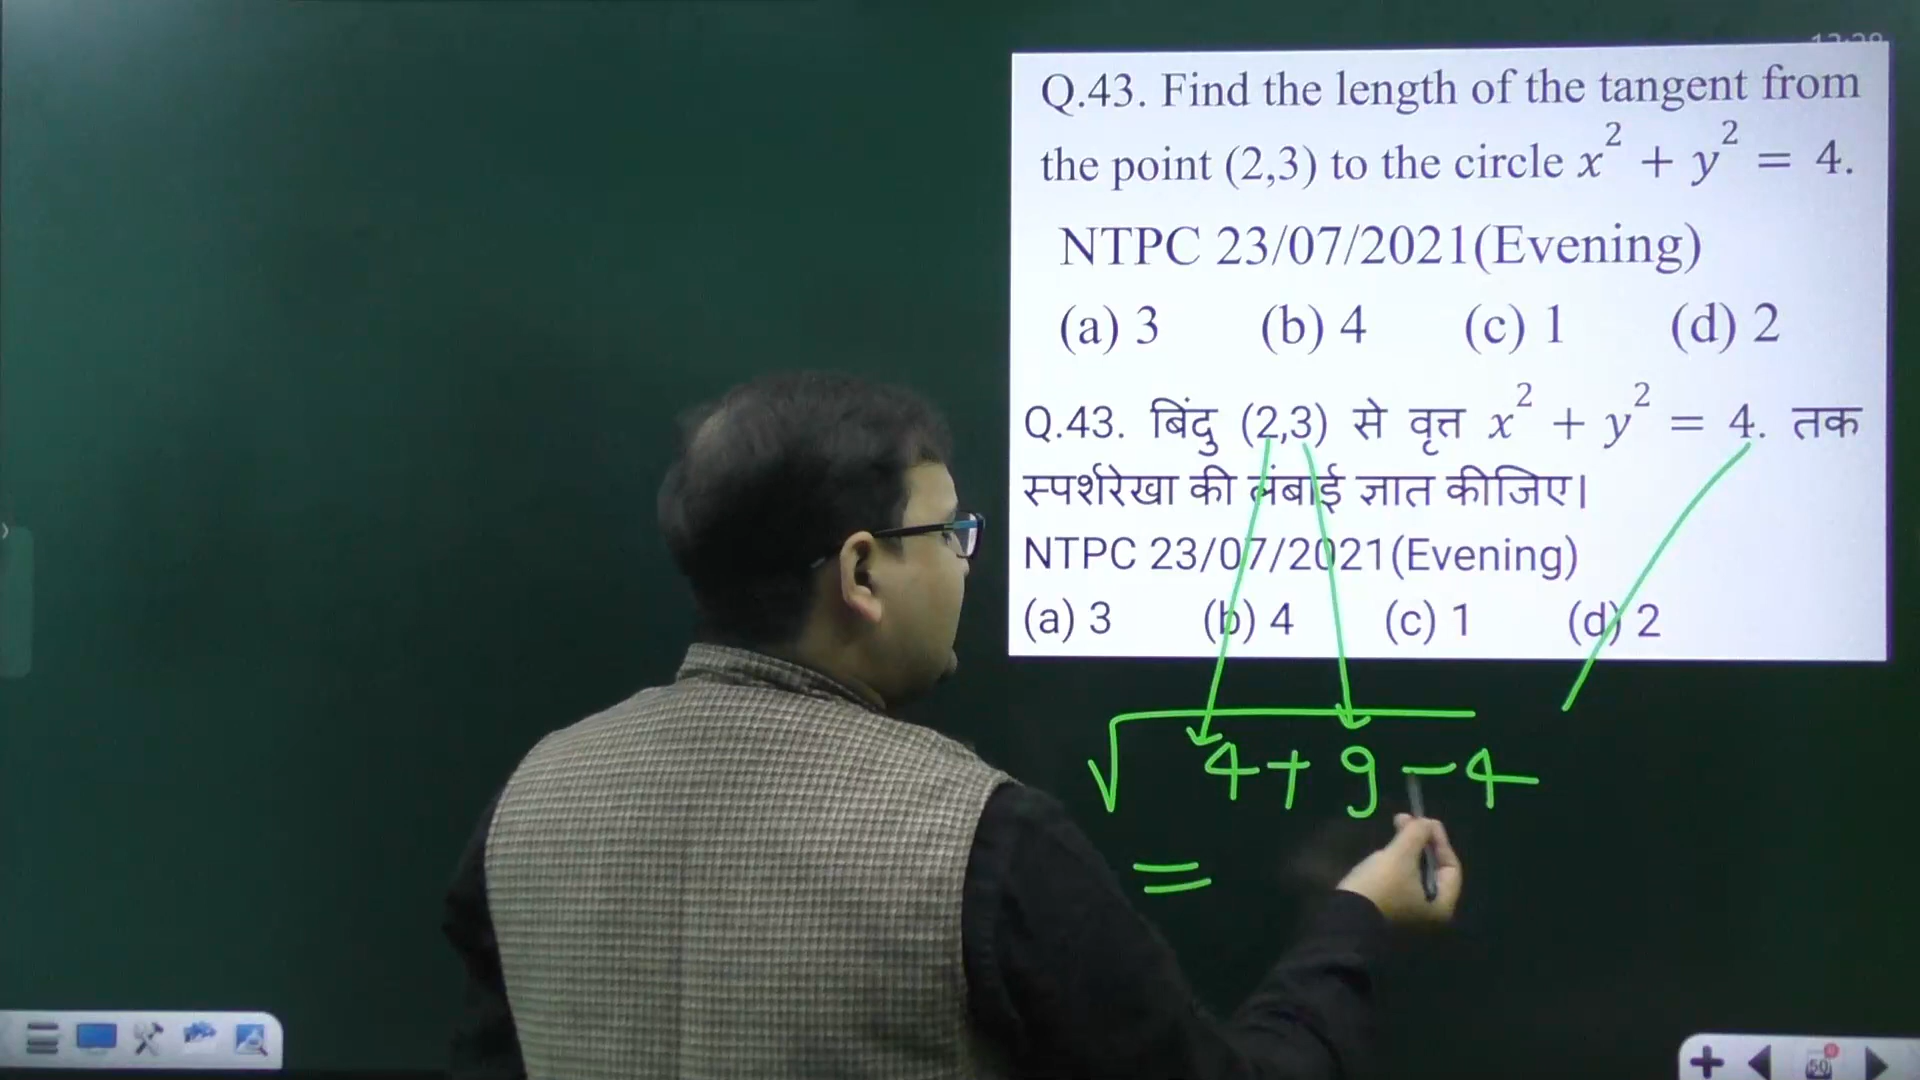 Q.43. Find the length of the tangent from
the point (2,3) to the circle x² + y² = 4.
NTPC 23/07/2021(Evening)
(a) 3 (b) 4 (c) 1 (d) 2
Q.43. बिंदु (2,3) से वृत्त x² + y² = 4. तक
स्पर्शरेखा की लंबाई ज्ञात कीजिए।
NTPC 23/07/2021(Evening)
(a) 3 (b) 4 (c) 1 (d) 2
√4+9-4
=
50